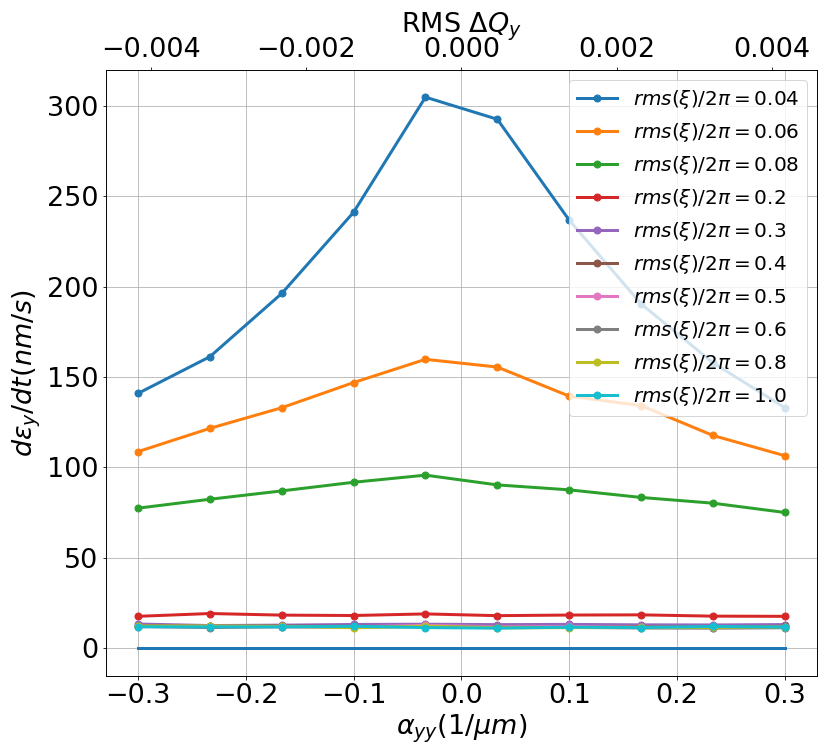 RMS ΔQ_y
−0.004 −0.002 0.000 0.002 0.004
rms(ξ)/2π = 0.04
rms(ξ)/2π = 0.06
rms(ξ)/2π = 0.08
rms(ξ)/2π = 0.2
rms(ξ)/2π = 0.3
rms(ξ)/2π = 0.4
rms(ξ)/2π = 0.5
rms(ξ)/2π = 0.6
rms(ξ)/2π = 0.8
rms(ξ)/2π = 1.0
300
250
200
150
100
50
0
dε_y/dt(nm/s)
−0.3 −0.2 −0.1 0.0 0.1 0.2 0.3
α_yy(1/μm)